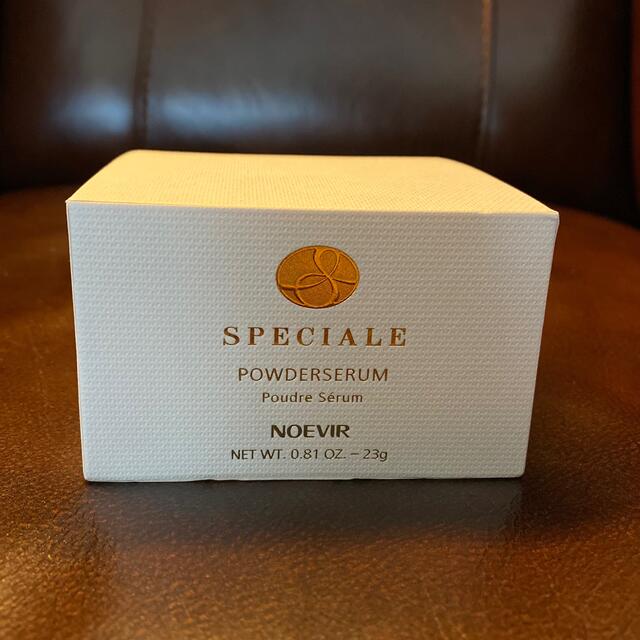 SPECIALE
POWDERSERUM
Poudre Sérum
NOEVIR
NET WT. 0.81 OZ. – 23g